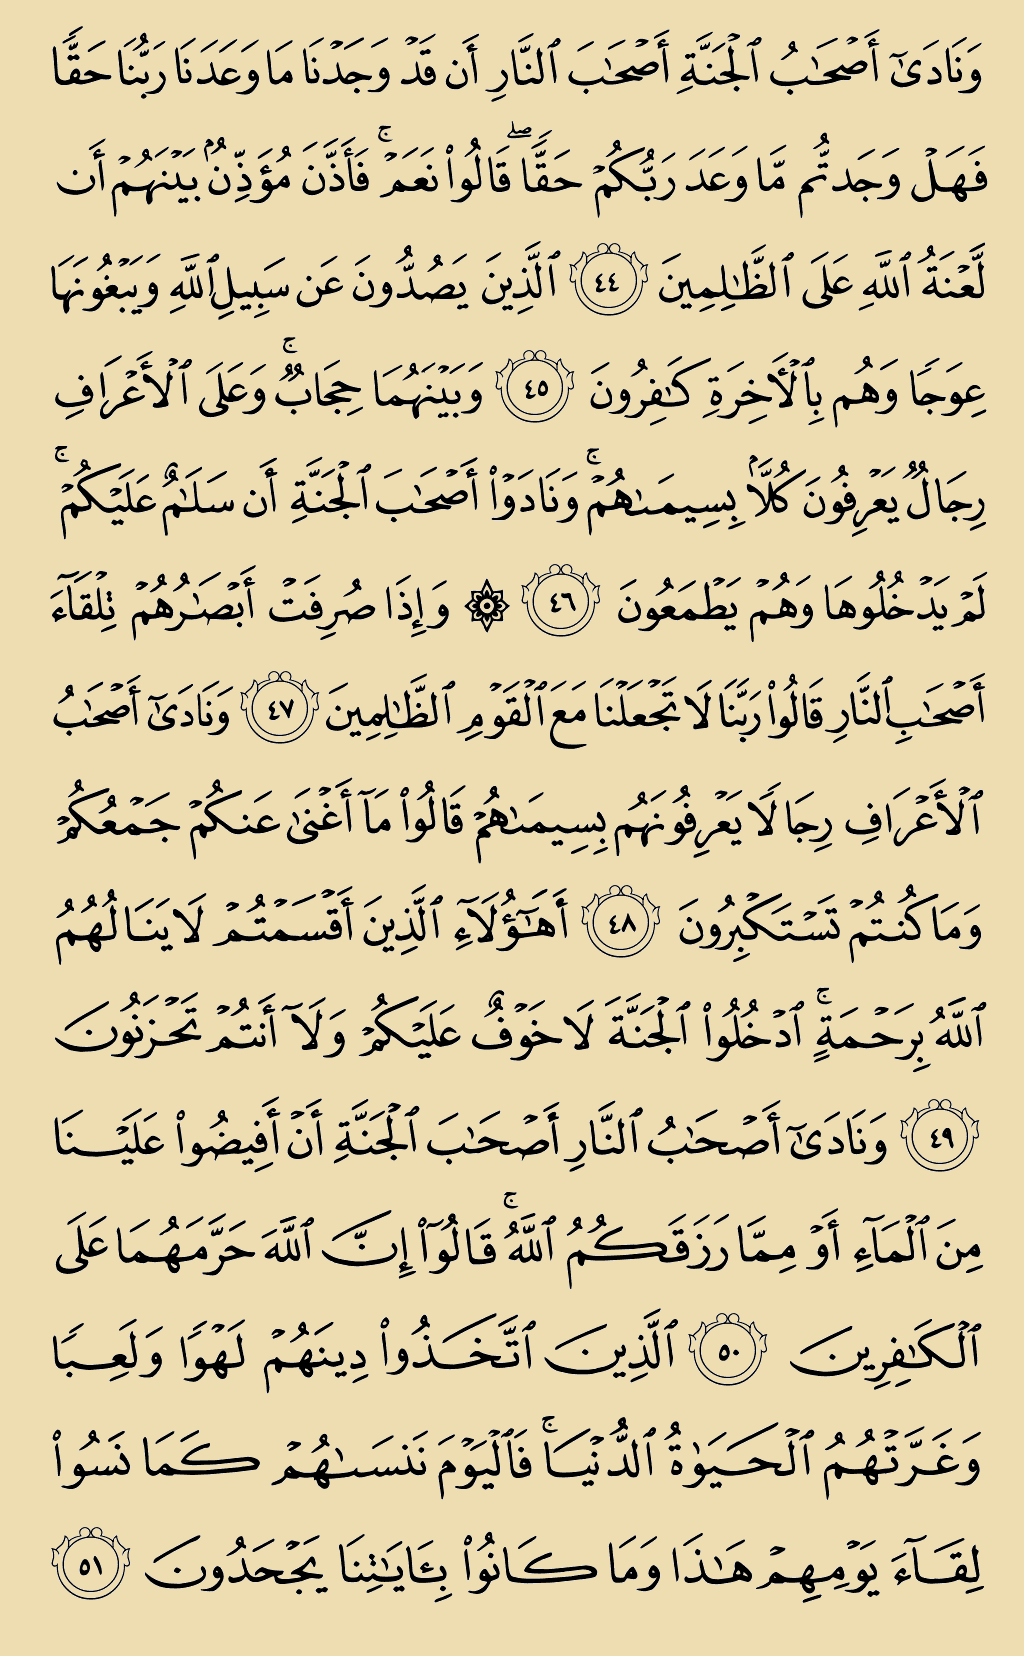 وَنَادَىٰٓ أَصْحَٰبُ ٱلْجَنَّةِ أَصْحَٰبَ ٱلنَّارِ أَن قَدْ وَجَدْنَا مَا وَعَدَنَا رَبُّنَا حَقًّا
فَهَلْ وَجَدتُّم مَّا وَعَدَ رَبُّكُمْ حَقًّا ۖ قَالُوا۟ نَعَمْ ۚ فَأَذَّنَ مُؤَذِّنٌۢ بَيْنَهُمْ أَن
لَّعْنَةُ ٱللَّهِ عَلَى ٱلظَّٰلِمِينَ ٤٤ ٱلَّذِينَ يَصُدُّونَ عَن سَبِيلِ ٱللَّهِ وَيَبْغُونَهَا
عِوَجًا وَهُم بِٱلْـَٔاخِرَةِ كَٰفِرُونَ ٤٥ وَبَيْنَهُمَا حِجَابٌ ۚ وَعَلَى ٱلْأَعْرَافِ
رِجَالٌ يَعْرِفُونَ كُلًّۢا بِسِيمَىٰهُمْ ۚ وَنَادَوْا۟ أَصْحَٰبَ ٱلْجَنَّةِ أَن سَلَٰمٌ عَلَيْكُمْ ۚ
لَمْ يَدْخُلُوهَا وَهُمْ يَطْمَعُونَ ٤٦ ۞ وَإِذَا صُرِفَتْ أَبْصَٰرُهُمْ تِلْقَآءَ
أَصْحَٰبِ ٱلنَّارِ قَالُوا۟ رَبَّنَا لَا تَجْعَلْنَا مَعَ ٱلْقَوْمِ ٱلظَّٰلِمِينَ ٤٧ وَنَادَىٰٓ أَصْحَٰبُ
ٱلْأَعْرَافِ رِجَالًا يَعْرِفُونَهُم بِسِيمَىٰهُمْ قَالُوا۟ مَآ أَغْنَىٰ عَنكُمْ جَمْعُكُمْ
وَمَا كُنتُمْ تَسْتَكْبِرُونَ ٤٨ أَهَٰٓؤُلَآءِ ٱلَّذِينَ أَقْسَمْتُمْ لَا يَنَالُهُمُ
ٱللَّهُ بِرَحْمَةٍ ۚ ٱدْخُلُوا۟ ٱلْجَنَّةَ لَا خَوْفٌ عَلَيْكُمْ وَلَآ أَنتُمْ تَحْزَنُونَ
٤٩ وَنَادَىٰٓ أَصْحَٰبُ ٱلنَّارِ أَصْحَٰبَ ٱلْجَنَّةِ أَنْ أَفِيضُوا۟ عَلَيْنَا
مِنَ ٱلْمَآءِ أَوْ مِمَّا رَزَقَكُمُ ٱللَّهُ ۚ قَالُوٓا۟ إِنَّ ٱللَّهَ حَرَّمَهُمَا عَلَى
ٱلْكَٰفِرِينَ ٥٠ ٱلَّذِينَ ٱتَّخَذُوا۟ دِينَهُمْ لَهْوًا وَلَعِبًا
وَغَرَّتْهُمُ ٱلْحَيَوٰةُ ٱلدُّنْيَا ۚ فَٱلْيَوْمَ نَنسَىٰهُمْ كَمَا نَسُوا۟
لِقَآءَ يَوْمِهِمْ هَٰذَا وَمَا كَانُوا۟ بِـَٔايَٰتِنَا يَجْحَدُونَ ٥١